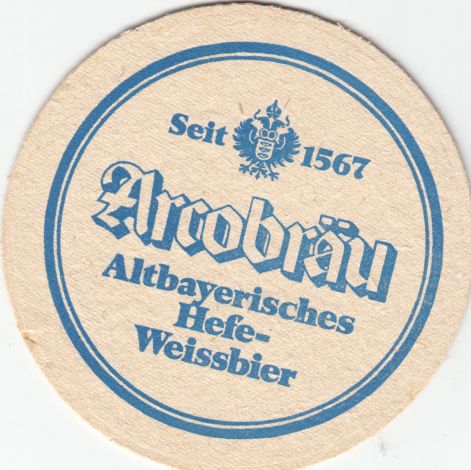 Seit 1567
Arcobräu
Altbayerisches
Hefe-
Weissbier